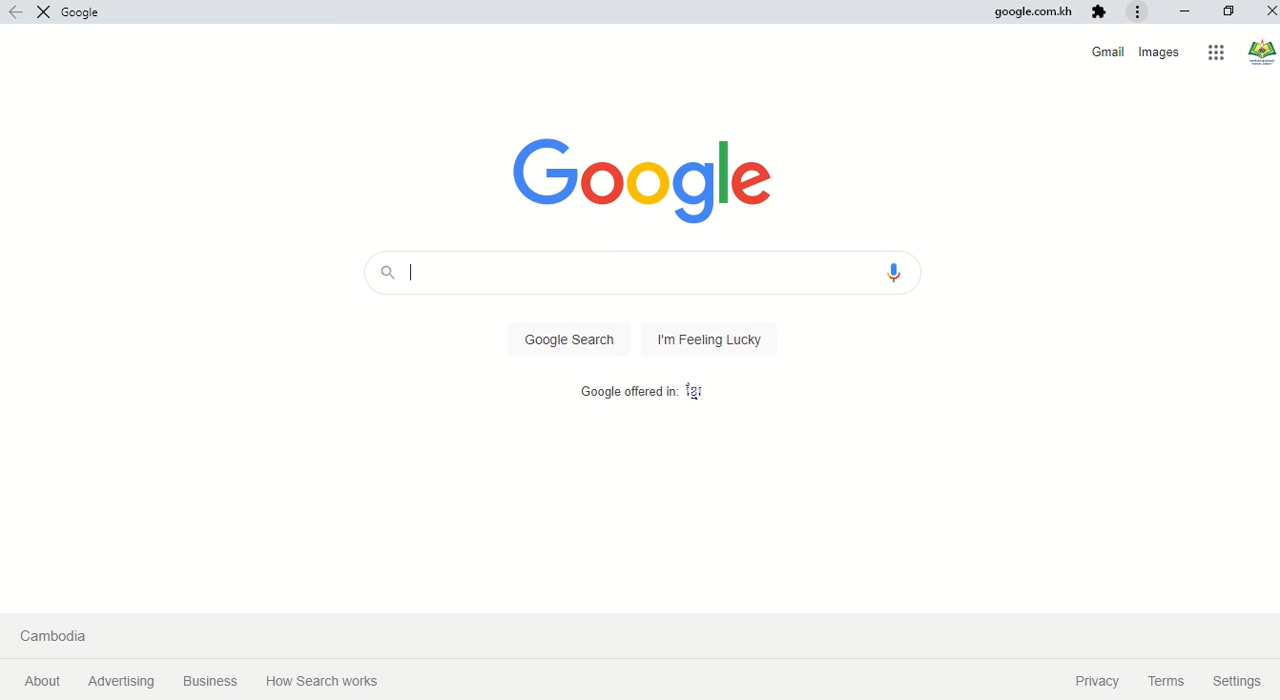 Google
google.com.kh
Gmail Images
Google
Google Search I'm Feeling Lucky
Google offered in: ខ្មែរ
Cambodia
About Advertising Business How Search works
Privacy Terms Settings